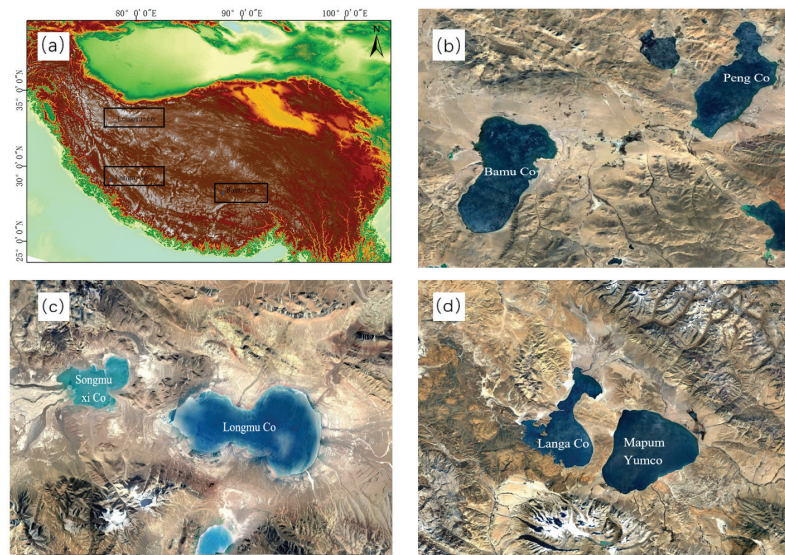 (a)
80°0′0″E
90°0′0″E
100°0′0″E
N
35°0′0″N
30°0′0″N
25°0′0″N
(b)
Peng Co
Bamu Co
(c)
Songmu
xi Co
Longmu Co
(d)
Langa Co
Mapum
Yumco